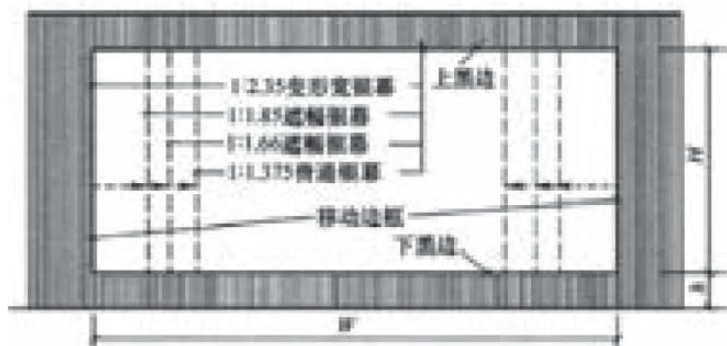 上黑边
1∶2.35变形宽银幕
1∶1.85遮幅银幕
1∶1.66遮幅银幕
1∶1.375普通银幕
H
移动边框
下黑边
h
W